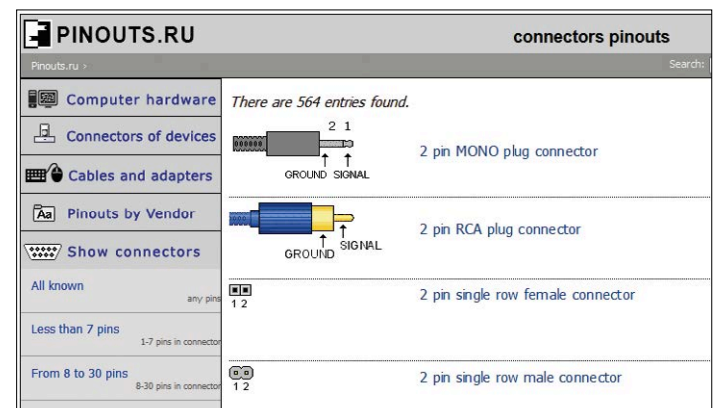 PINOUTS.RU
connectors pinouts
Pinouts.ru >
Search:
Computer hardware
Connectors of devices
Cables and adapters
Aa Pinouts by Vendor
Show connectors
All known
any pins
Less than 7 pins
1-7 pins in connector
From 8 to 30 pins
8-30 pins in connector
There are 564 entries found.
2 1
GROUND SIGNAL
2 pin MONO plug connector
GROUND SIGNAL
2 pin RCA plug connector
1 2
2 pin single row female connector
1 2
2 pin single row male connector